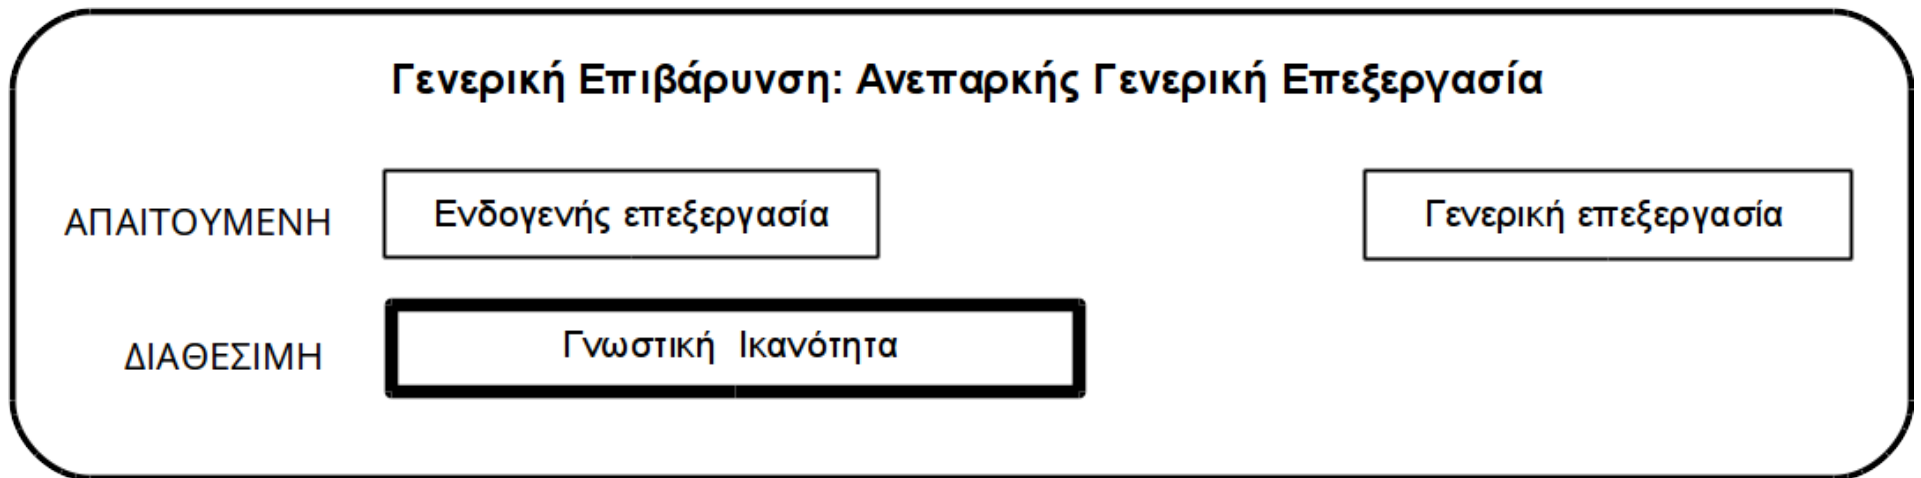 Γενερική Επιβάρυνση: Ανεπαρκής Γενερική Επεξεργασία
ΑΠΑΙΤΟΥΜΕΝΗ Ενδογενής επεξεργασία Γενερική επεξεργασία
ΔΙΑΘΕΣΙΜΗ Γνωστική Ικανότητα